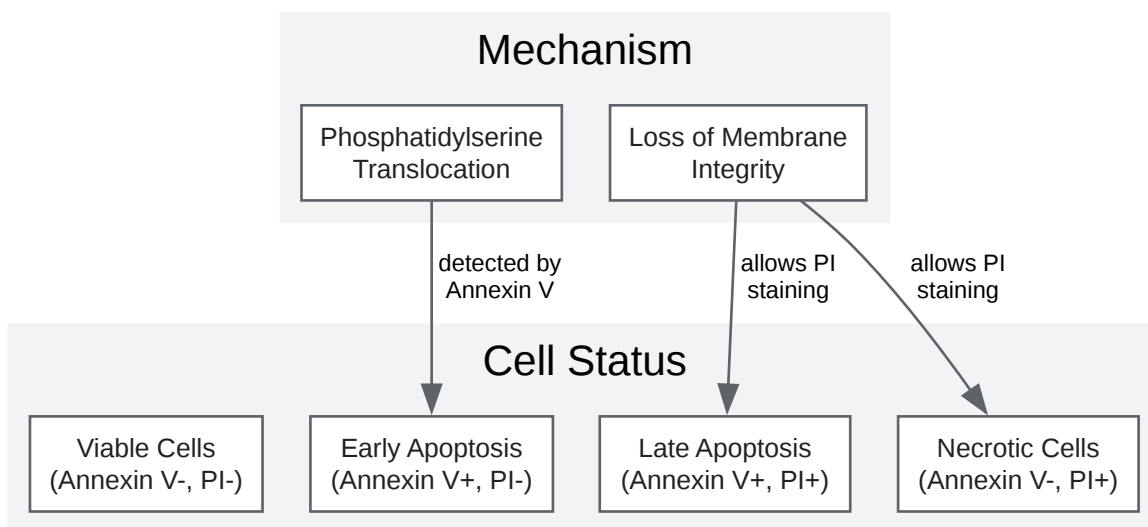 Mechanism
Phosphatidylserine
Translocation
Loss of Membrane
Integrity
detected by
Annexin V
allows PI
staining
allows PI
staining
Cell Status
Viable Cells
(Annexin V-, PI-)
Early Apoptosis
(Annexin V+, PI-)
Late Apoptosis
(Annexin V+, PI+)
Necrotic Cells
(Annexin V-, PI+)